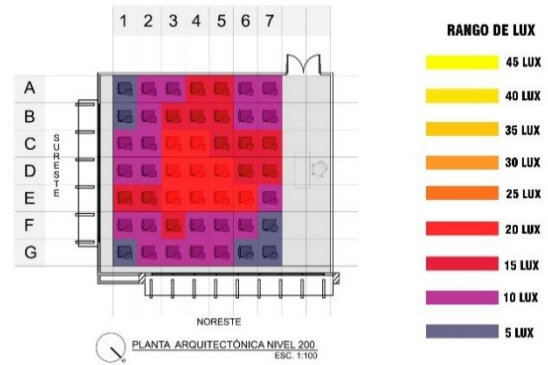 1 2 3 4 5 6 7
RANGO DE LUX
45 LUX
40 LUX
35 LUX
30 LUX
25 LUX
20 LUX
15 LUX
10 LUX
5 LUX
A
B
C
D
E
F
G
SURESTE
NORESTE
PLANTA ARQUITECTÓNICA NIVEL 200
ESC. 1:100